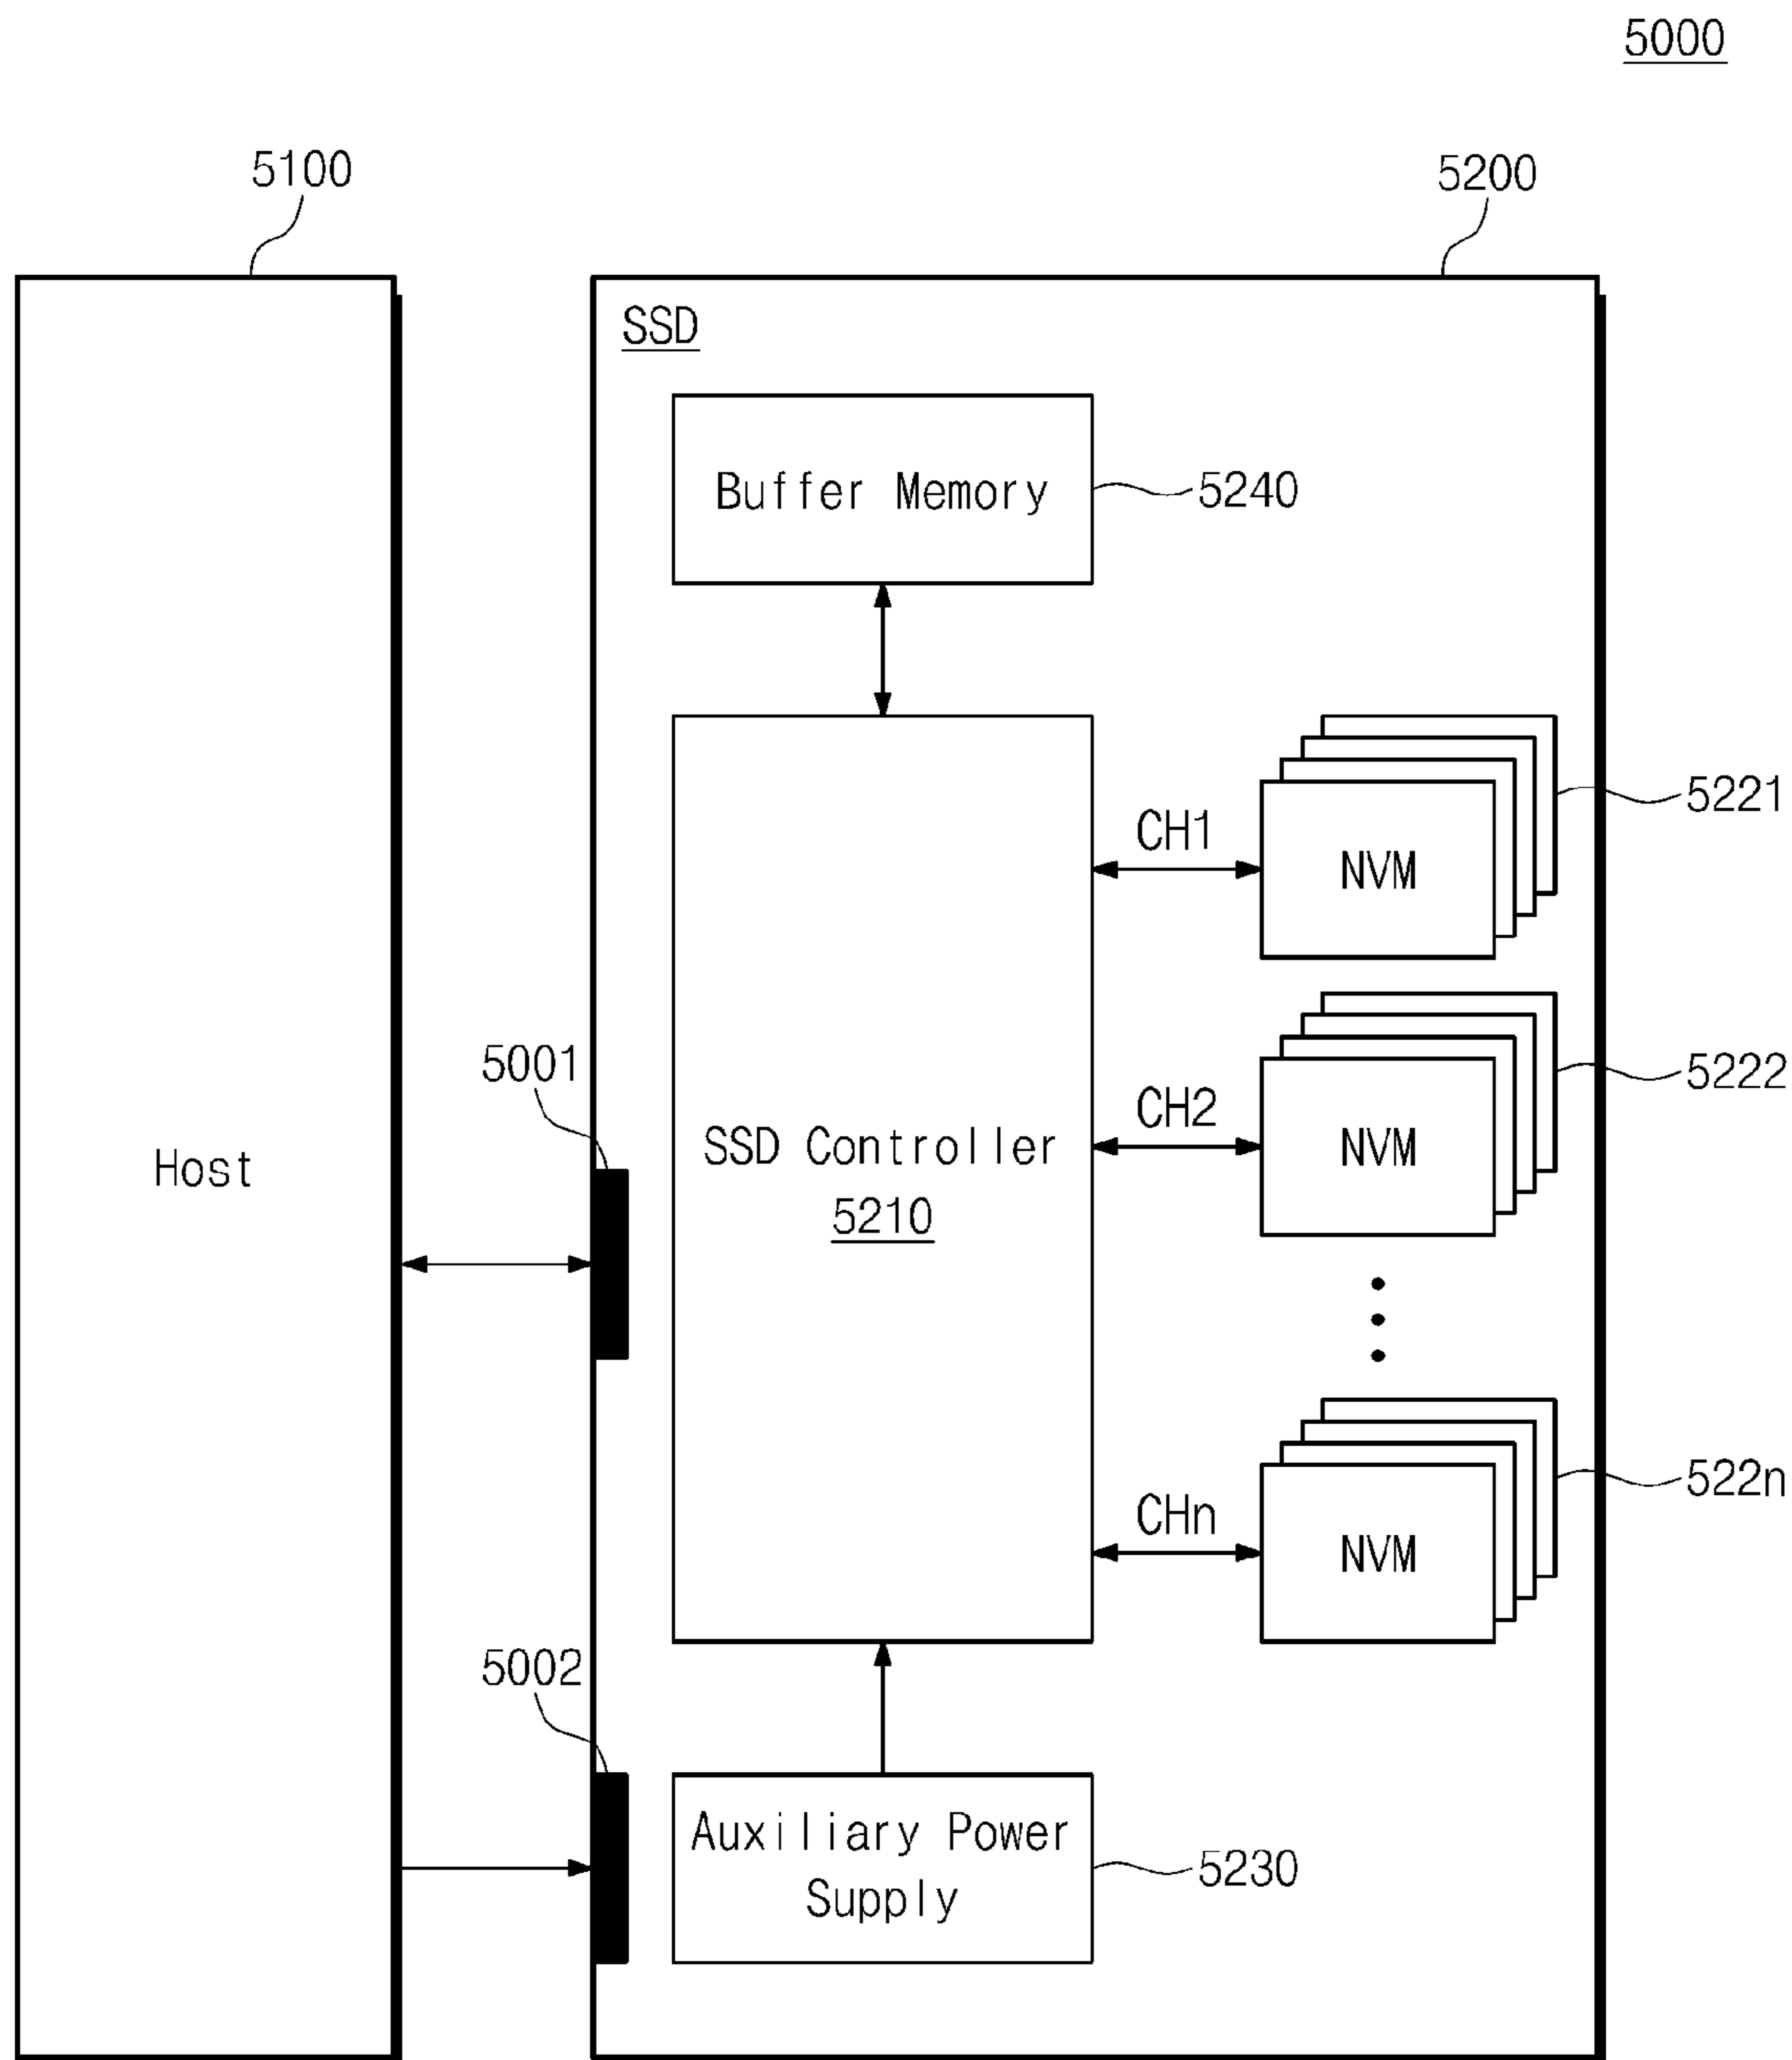 5000
5100
5200
SSD
Buffer Memory
5240
5221
CH1
NVM
5001
5222
CH2
NVM
Host
SSD Controller
5210
522n
CHn
NVM
5002
Auxiliary Power
Supply
5230